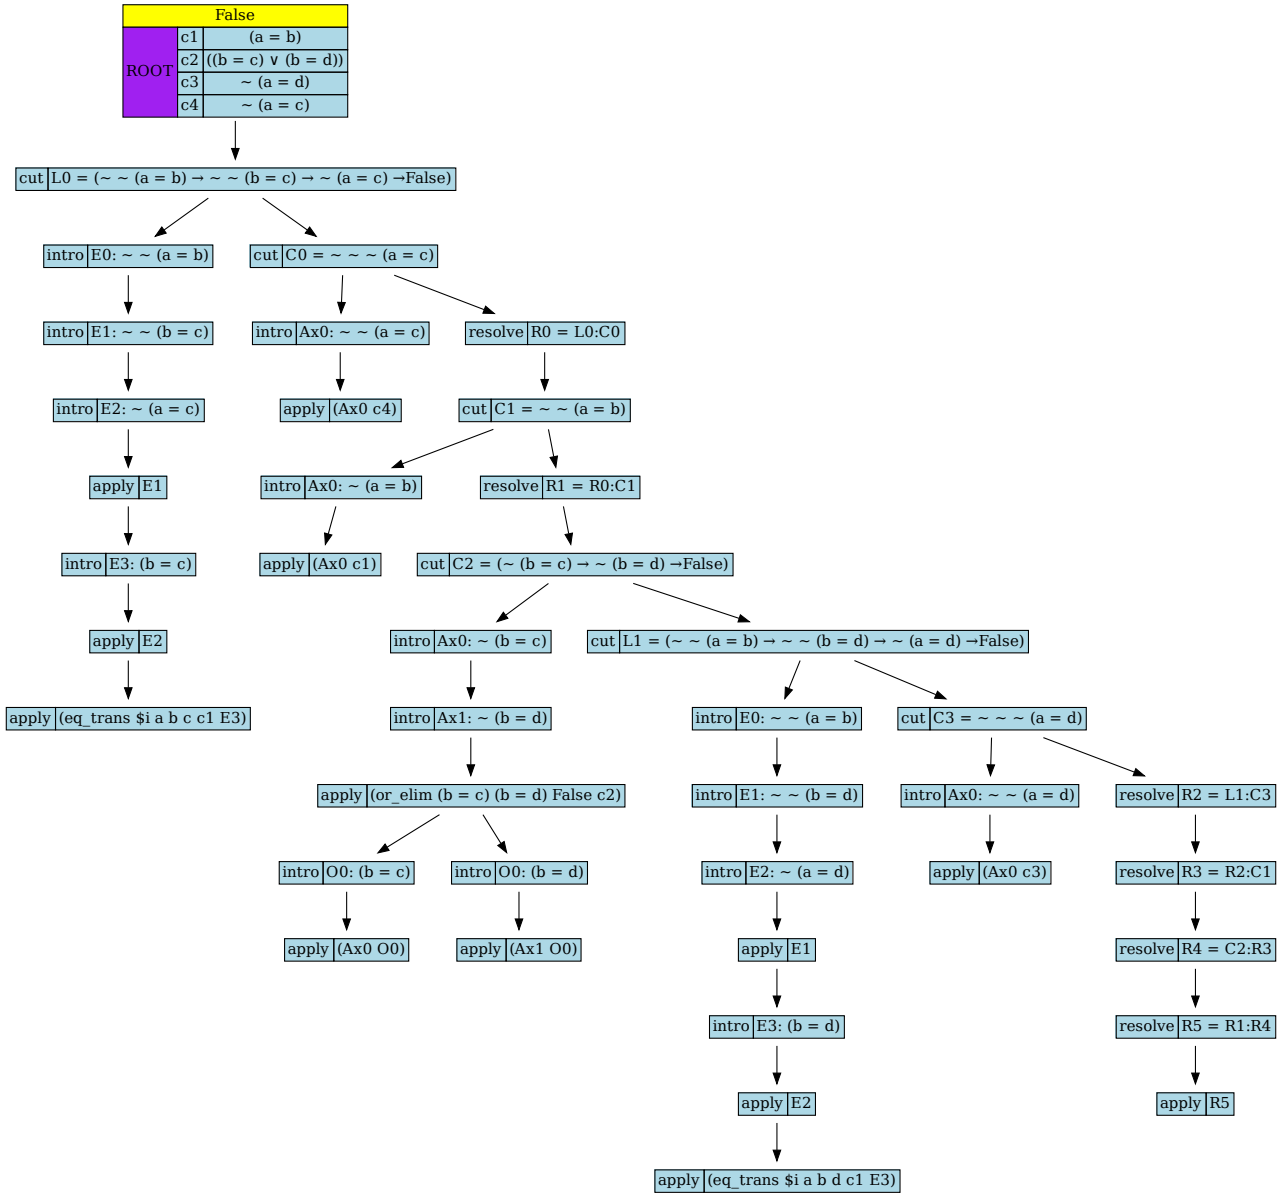 False
ROOT
c1 (a = b)
c2 ((b = c) ∨ (b = d))
c3 ~ (a = d)
c4 ~ (a = c)
cut L0 = (~ ~ (a = b) → ~ ~ (b = c) → ~ (a = c) →False)
intro E0: ~ ~ (a = b)
cut C0 = ~ ~ ~ (a = c)
intro E1: ~ ~ (b = c)
intro Ax0: ~ ~ (a = c)
resolve R0 = L0:C0
intro E2: ~ (a = c)
apply (Ax0 c4)
cut C1 = ~ ~ (a = b)
apply E1
intro Ax0: ~ (a = b)
resolve R1 = R0:C1
intro E3: (b = c)
apply (Ax0 c1)
cut C2 = (~ (b = c) → ~ (b = d) →False)
apply E2
intro Ax0: ~ (b = c)
cut L1 = (~ ~ (a = b) → ~ ~ (b = d) → ~ (a = d) →False)
apply (eq_trans $i a b c c1 E3)
intro Ax1: ~ (b = d)
intro E0: ~ ~ (a = b)
cut C3 = ~ ~ ~ (a = d)
apply (or_elim (b = c) (b = d) False c2)
intro E1: ~ ~ (b = d)
intro Ax0: ~ ~ (a = d)
resolve R2 = L1:C3
intro O0: (b = c)
intro O0: (b = d)
intro E2: ~ (a = d)
apply (Ax0 c3)
resolve R3 = R2:C1
apply (Ax0 O0)
apply (Ax1 O0)
apply E1
resolve R4 = C2:R3
intro E3: (b = d)
resolve R5 = R1:R4
apply E2
apply R5
apply (eq_trans $i a b d c1 E3)